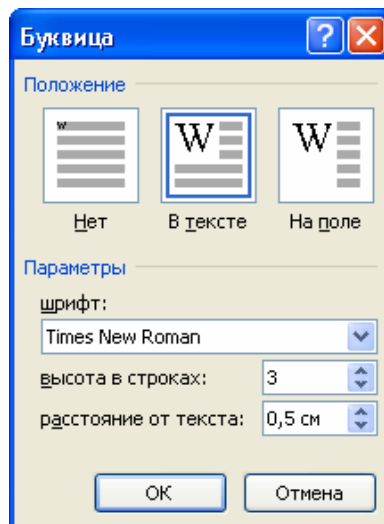 Буквица
Положение
W W W
Нет В тексте На поле
Параметры
шрифт:
Times New Roman
высота в строках: 3
расстояние от текста: 0,5 см
ОК Отмена